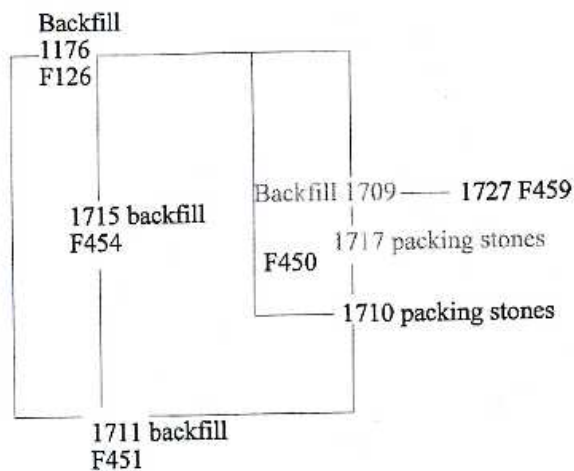 Backfill
1176
F126
Backfill 1709
1727 F459
1715 backfill
F454
1717 packing stones
F450
1710 packing stones
1711 backfill
F451